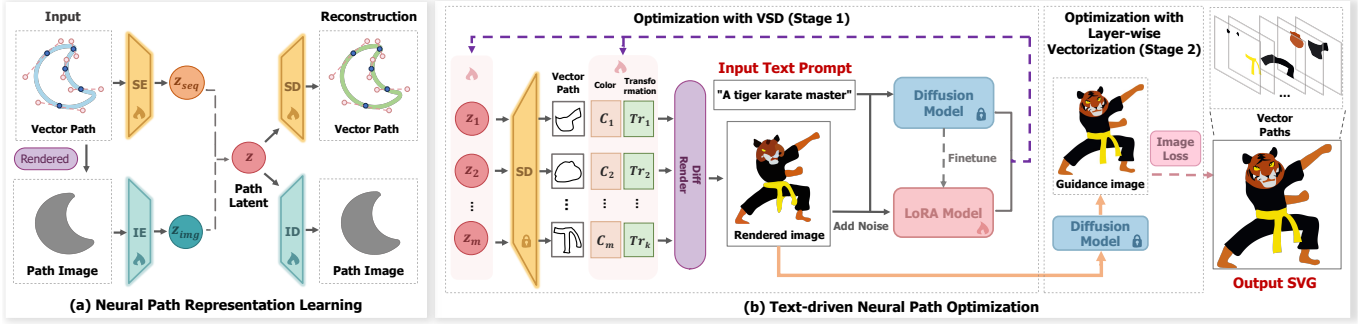 Input
Reconstruction
Vector Path
SE
Z_seq
SD
Vector Path
Rendered
Z
Path
Latent
Path Image
IE
Z_img
ID
Path Image
(a) Neural Path Representation Learning
Optimization with VSD (Stage 1)
Z_1
Z_2
...
Z_m
SD
Vector
Path
...
Color
Transfo
rmation
C_1
Tr_1
C_2
Tr_2
...
...
C_m
Tr_k
Diff
Render
Input Text Prompt
"A tiger karate master"
Rendered image
Add Noise
Diffusion
Model
Finetune
LoRA Model
Optimization with
Layer-wise
Vectorization (Stage 2)
Guidance image
Diffusion
Model
Image
Loss
...
Vector
Paths
Output SVG
(b) Text-driven Neural Path Optimization